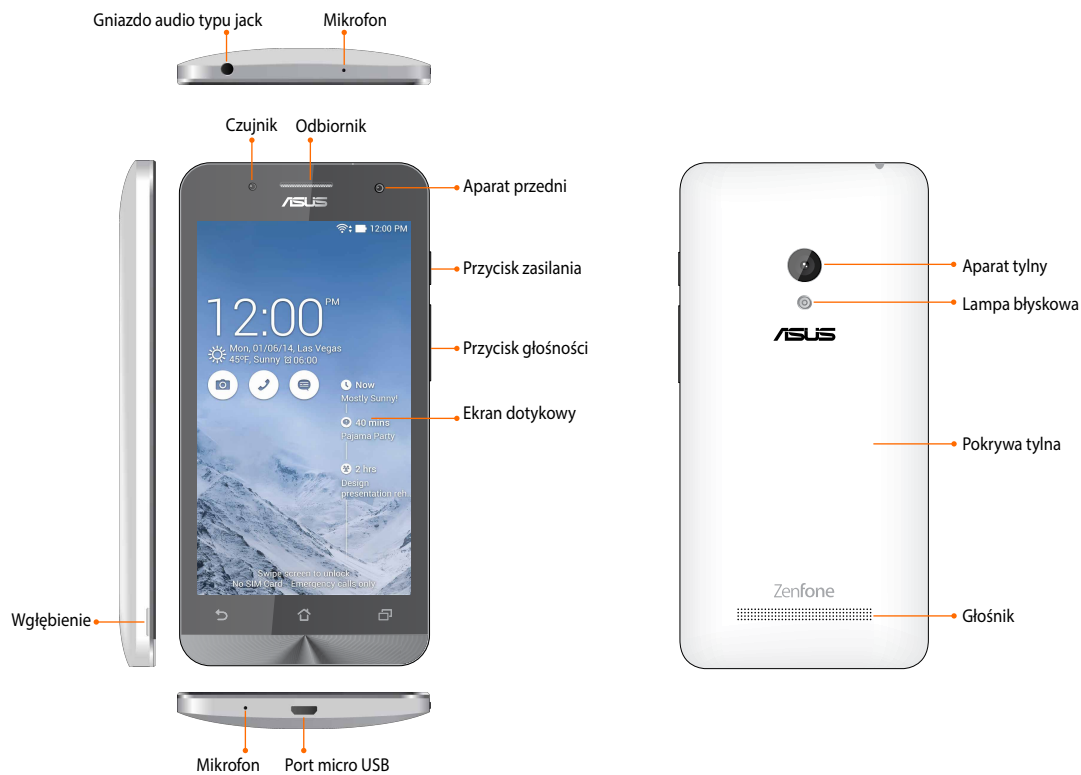 Gniazdo audio typu jack
Mikrofon
Czujnik
Odbiornik
Aparat przedni
ASUS
12:00 PM
Przycisk zasilania
12:00 PM
Mon, 01/06/14, Las Vegas
45ºF, Sunny 06:00
Przycisk głośności
Now
Mostly Sunny!
40 mins
Pajama Party
Ekran dotykowy
2 hrs
Design
presentation reh
Swipe screen to unlock
No SIM Card - Emergency calls only
Wgłębienie
Mikrofon
Port micro USB
Aparat tylny
Lampa błyskowa
ASUS
Pokrywa tylna
Zenfone
Głośnik